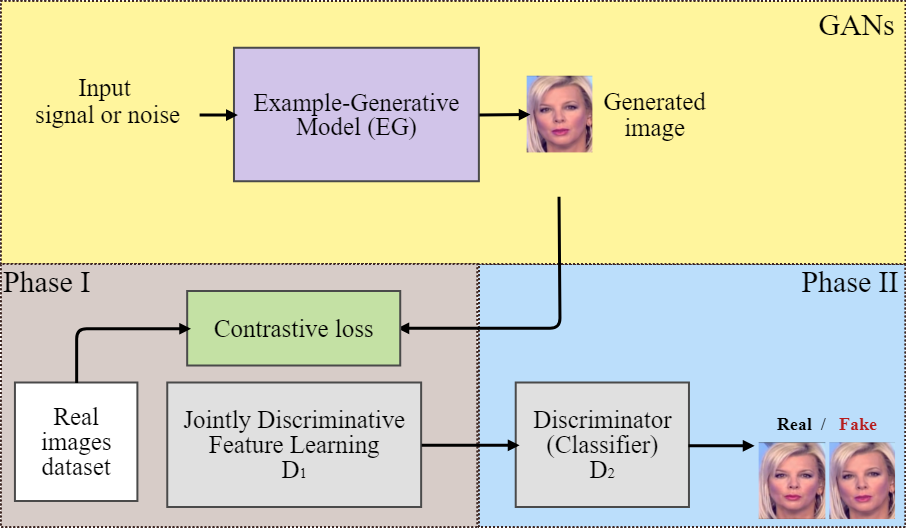 GANs
Input
signal or noise
Example-Generative
Model (EG)
Generated
image
Phase I
Phase II
Contrastive loss
Real
images
dataset
Jointly Discriminative
Feature Learning
D1
Discriminator
(Classifier)
D2
Real / Fake